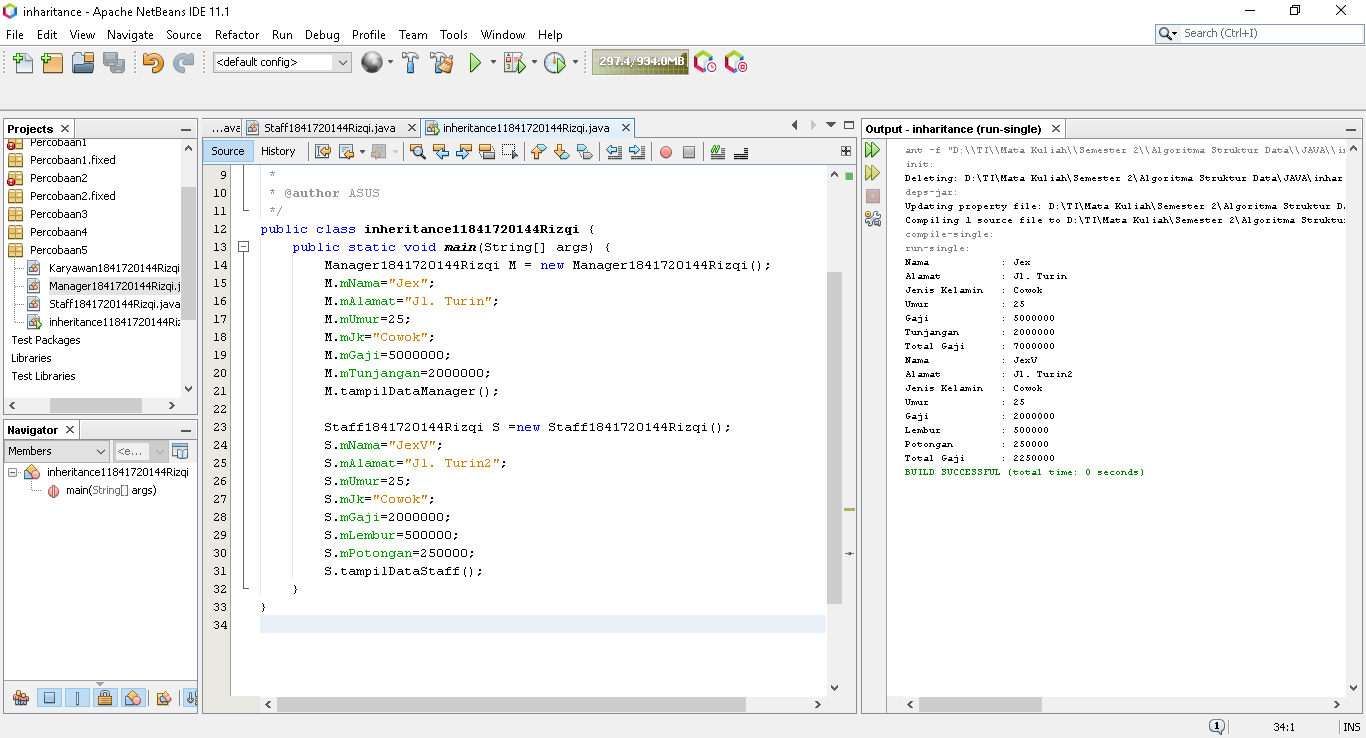 inharitance - Apache NetBeans IDE 11.1
File Edit View Navigate Source Refactor Run Debug Profile Team Tools Window Help
Search (Ctrl+I)
<default config>
297.4/934.0MB
Projects
Percobaan1
Percobaan1.fixed
Percobaan2
Percobaan2.fixed
Percobaan3
Percobaan4
Percobaan5
Karyawan1841720144Rizqi
Manager1841720144Rizqi.j
Staff1841720144Rizqi.java
inheritance11841720144Riz
Test Packages
Libraries
Test Libraries
Navigator
Members <e...
inheritance11841720144Rizqi
main(String[] args)
...ava Staff1841720144Rizqi.java inheritance11841720144Rizqi.java
Source History
9 *
10 * @author ASUS
11 */
12 public class inheritance11841720144Rizqi {
13 public static void main(String[] args) {
14 Manager1841720144Rizqi M = new Manager1841720144Rizqi();
15 M.mNama="Jex";
16 M.mAlamat="Jl. Turin";
17 M.mUmur=25;
18 M.mJk="Cowok";
19 M.mGaji=5000000;
20 M.mTunjangan=2000000;
21 M.tampilDataManager();
22
23 Staff1841720144Rizqi S =new Staff1841720144Rizqi();
24 S.mNama="JexV";
25 S.mAlamat="Jl. Turin2";
26 S.mUmur=25;
27 S.mJk="Cowok";
28 S.mGaji=2000000;
29 S.mLembur=500000;
30 S.mPotongan=250000;
31 S.tampilDataStaff();
32 }
33 }
34
Output - inharitance (run-single)
ant -f "D:\\TI\\Mata Kuliah\\Semester 2\\Algoritma Struktur Data\\JAVA\\in
init:
Deleting: D:\TI\Mata Kuliah\Semester 2\Algoritma Struktur Data\JAVA\inhar
deps-jar:
Updating property file: D:\TI\Mata Kuliah\Semester 2\Algoritma Struktur D
Compiling 1 source file to D:\TI\Mata Kuliah\Semester 2\Algoritma Struktu
compile-single:
run-single:
Nama : Jex
Alamat : Jl. Turin
Jenis Kelamin : Cowok
Umur : 25
Gaji : 5000000
Tunjangan : 2000000
Total Gaji : 7000000
Nama : JexV
Alamat : Jl. Turin2
Jenis Kelamin : Cowok
Umur : 25
Gaji : 2000000
Lembur : 500000
Potongan : 250000
Total Gaji : 2250000
BUILD SUCCESSFUL (total time: 0 seconds)
1 34:1 INS